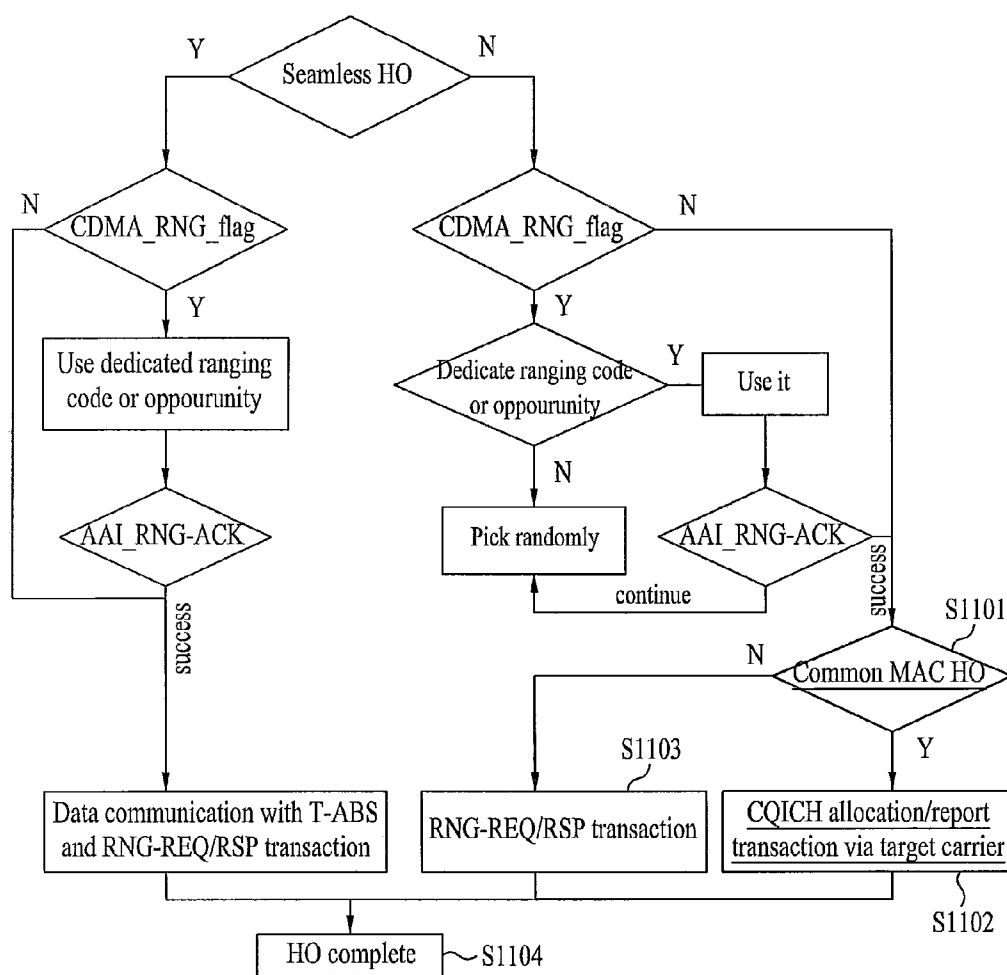 Y
N
Seamless HO
N
CDMA_RNG_flag
CDMA_RNG_flag
N
Y
Y
Use dedicated ranging
code or oppourunity
Dedicate ranging code
or oppourunity
Y
Use it
N
AAI_RNG-ACK
Pick randomly
AAI_RNG-ACK
continue
success
success
S1101
N
Common MAC HO
Y
S1103
Data communication with T-ABS
and RNG-REQ/RSP transaction
RNG-REQ/RSP transaction
CQICH allocation/report
transaction via target carrier
S1102
HO complete
S1104